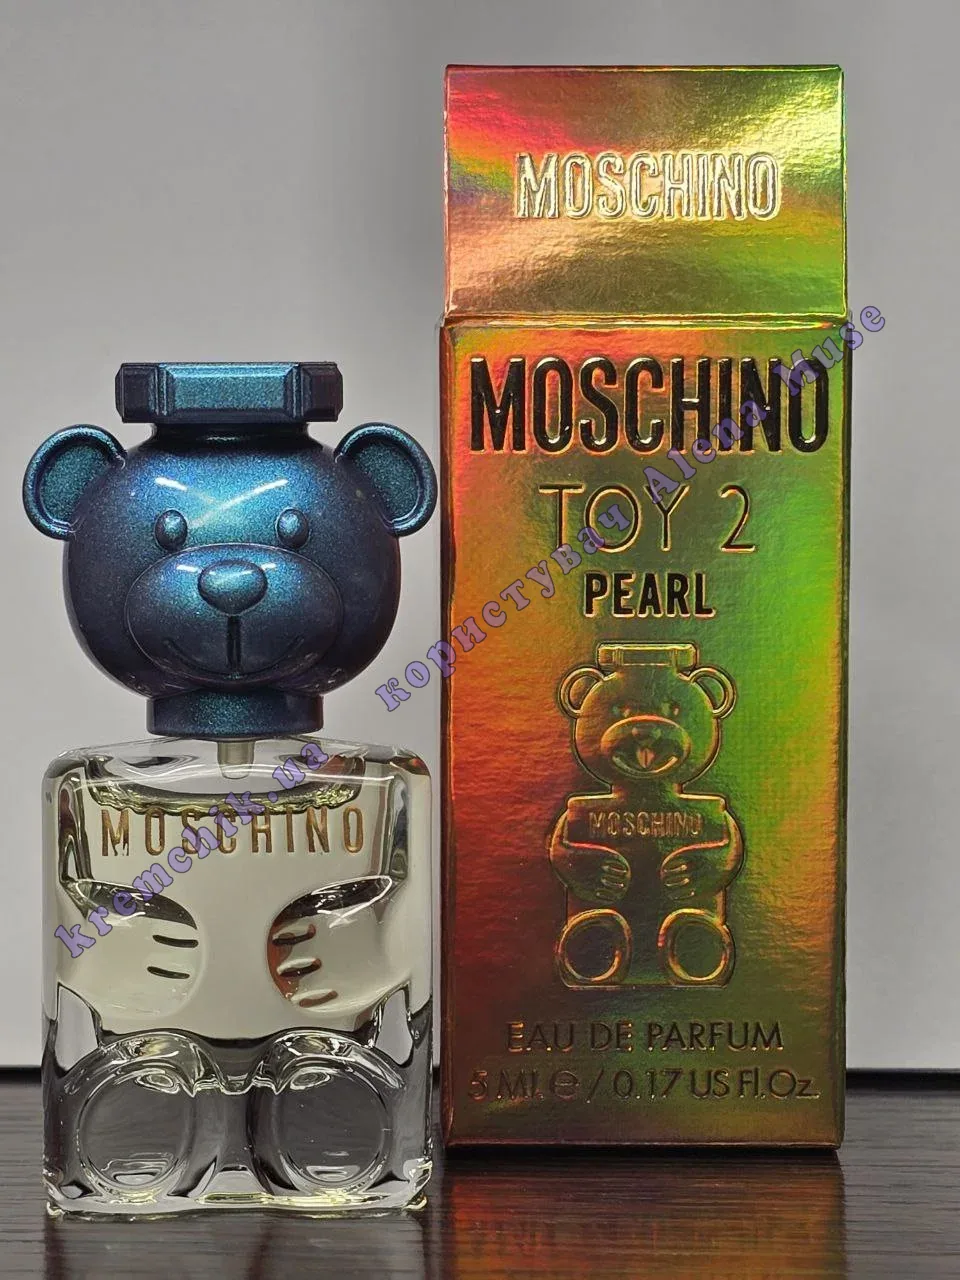 MOSCHINO
MOSCHINO
TOY 2
PEARL
MOSCHINO
EAU DE PARFUM
5 ML e / 0.17 US Fl.Oz.
MOSCHINO
kremchik.ua користувач Alena Muse